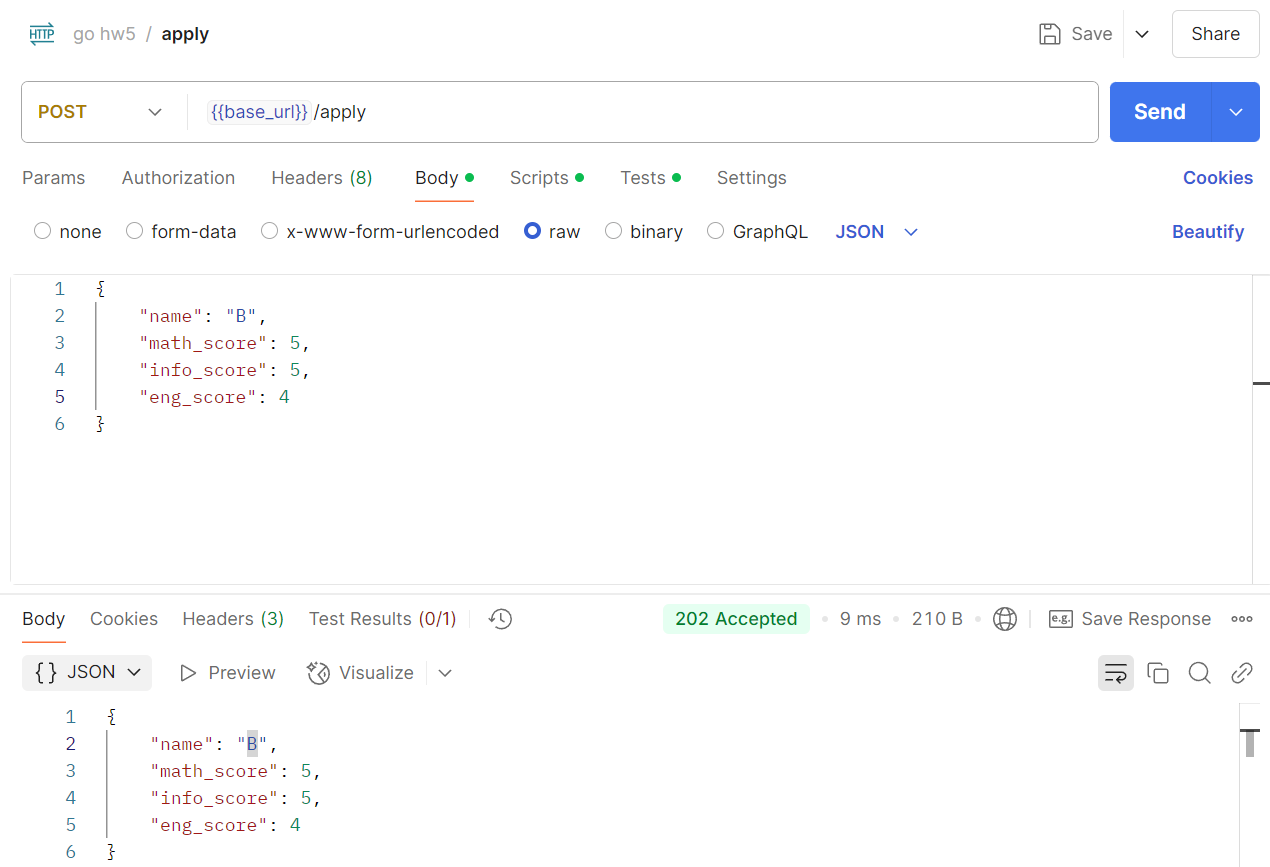 HTTP go hw5 / apply Save Share
POST {{base_url}}/apply Send
Params Authorization Headers (8) Body Scripts Tests Settings Cookies
none form-data x-www-form-urlencoded raw binary GraphQL JSON Beautify
1 {
2 "name": "B",
3 "math_score": 5,
4 "info_score": 5,
5 "eng_score": 4
6 }
Body Cookies Headers (3) Test Results (0/1) 202 Accepted • 9 ms • 210 B • e.g. Save Response
{} JSON Preview Visualize
1 {
2 "name": "B",
3 "math_score": 5,
4 "info_score": 5,
5 "eng_score": 4
6 }